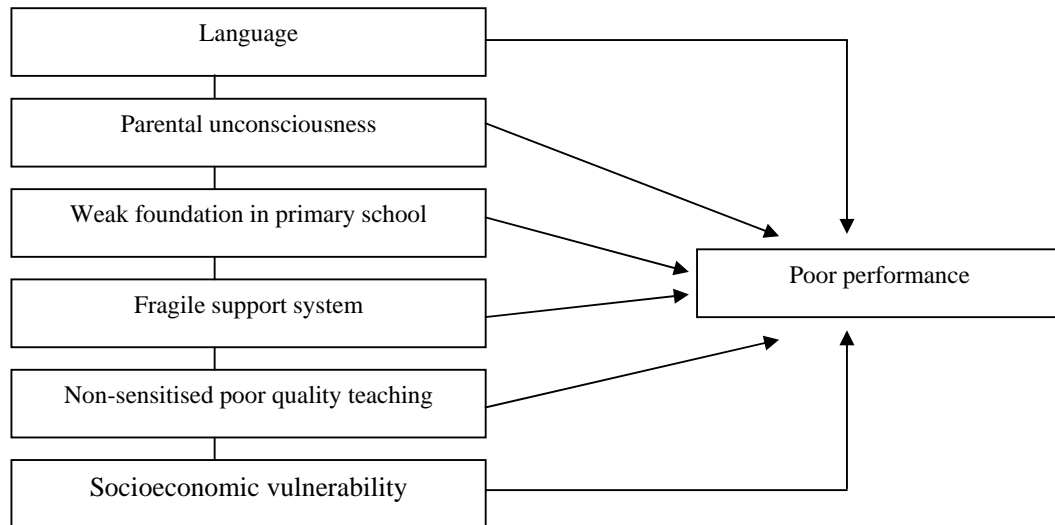 Language
Parental unconsciousness
Weak foundation in primary school
Fragile support system
Non-sensitised poor quality teaching
Socioeconomic vulnerability
Poor performance